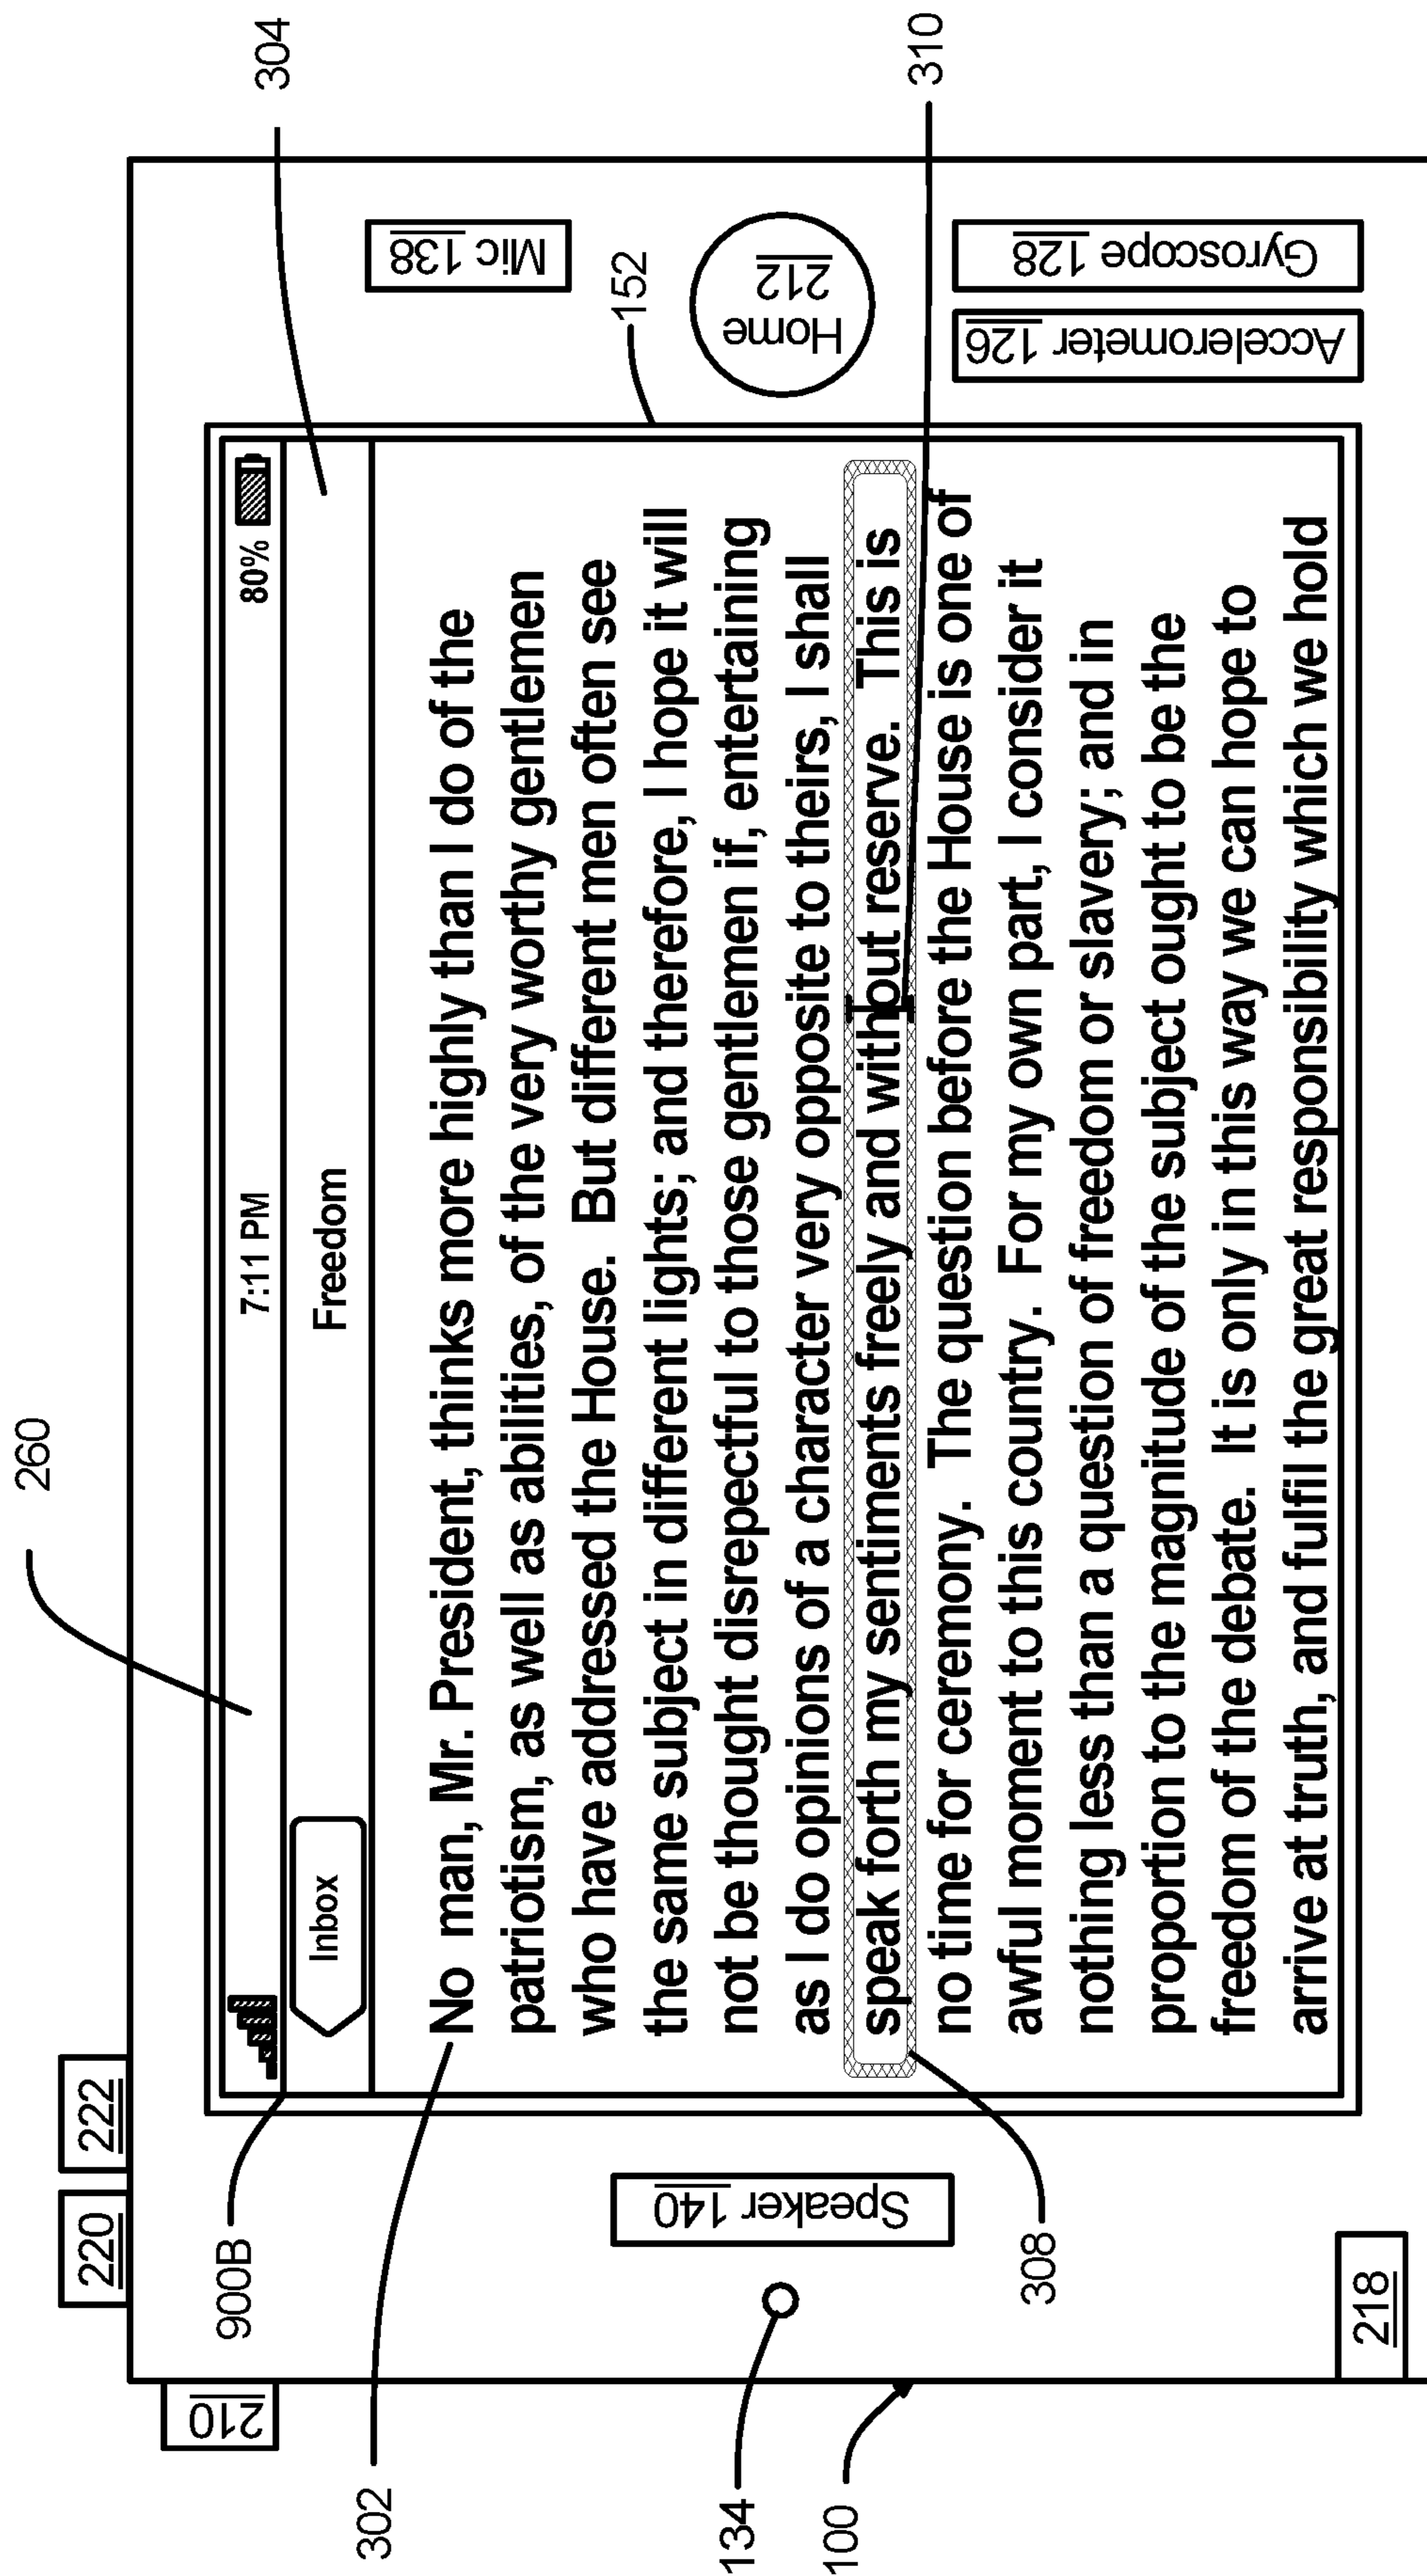 260
304
220
222
210
900B
7:11 PM
80%
Inbox
Freedom
302
No man, Mr. President, thinks more highly than I do of the
patriotism, as well as abilities, of the very worthy gentlemen
who have addressed the House. But different men often see
the same subject in different lights; and therefore, I hope it will
not be thought disrepectful to those gentlemen if, entertaining
as I do opinions of a character very opposite to theirs, I shall
speak forth my sentiments freely and without reserve. This is
no time for ceremony. The question before the House is one of
awful moment to this country. For my own part, I consider it
nothing less than a question of freedom or slavery; and in
proportion to the magnitude of the subject ought to be the
freedom of the debate. It is only in this way we can hope to
arrive at truth, and fulfil the great responsibility which we hold
Mic 138
152
Home
212
Gyroscope 128
Accelerometer 126
310
Speaker 140
134
100
308
218